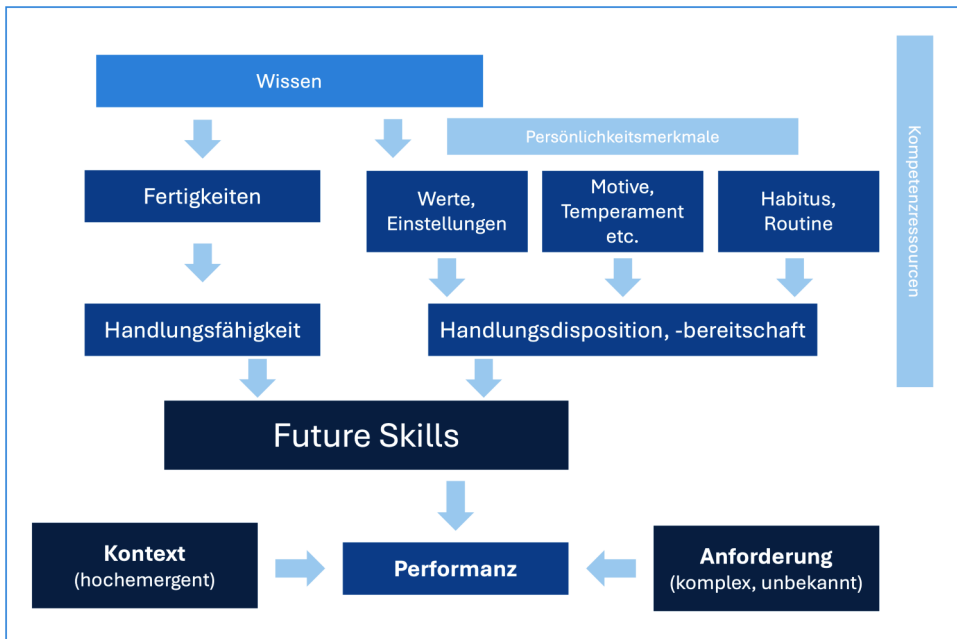 Wissen
Persönlichkeitsmerkmale
Kompetenzressourcen
Fertigkeiten
Werte,
Einstellungen
Motive,
Temperament
etc.
Habitus,
Routine
Handlungsfähigkeit
Handlungsdisposition, -bereitschaft
Future Skills
Kontext
(hochemergent)
Performanz
Anforderung
(komplex, unbekannt)